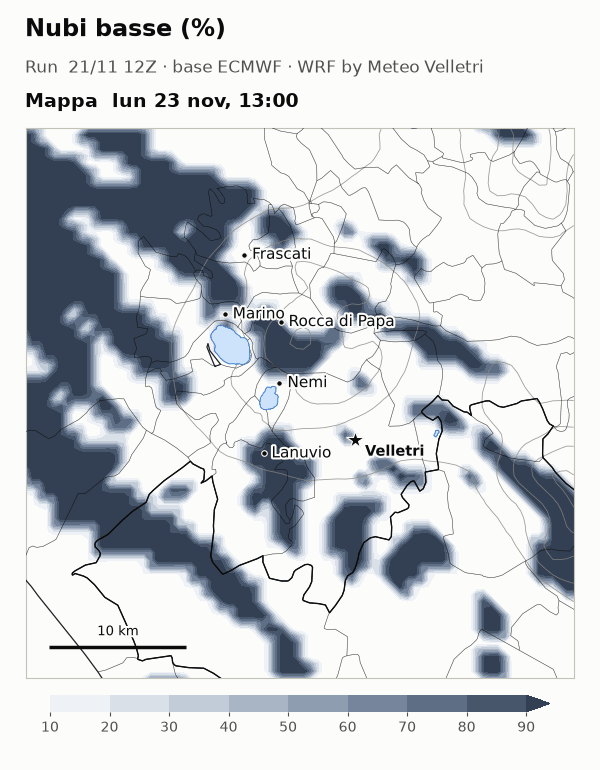 Nubi basse (%)
Run 21/11 12Z · base ECMWF · WRF by Meteo Velletri
Mappa lun 23 nov, 13:00
Frascati
Marino
Rocca di Papa
Nemi
Velletri
Lanuvio
10 km
10 20 30 40 50 60 70 80 90